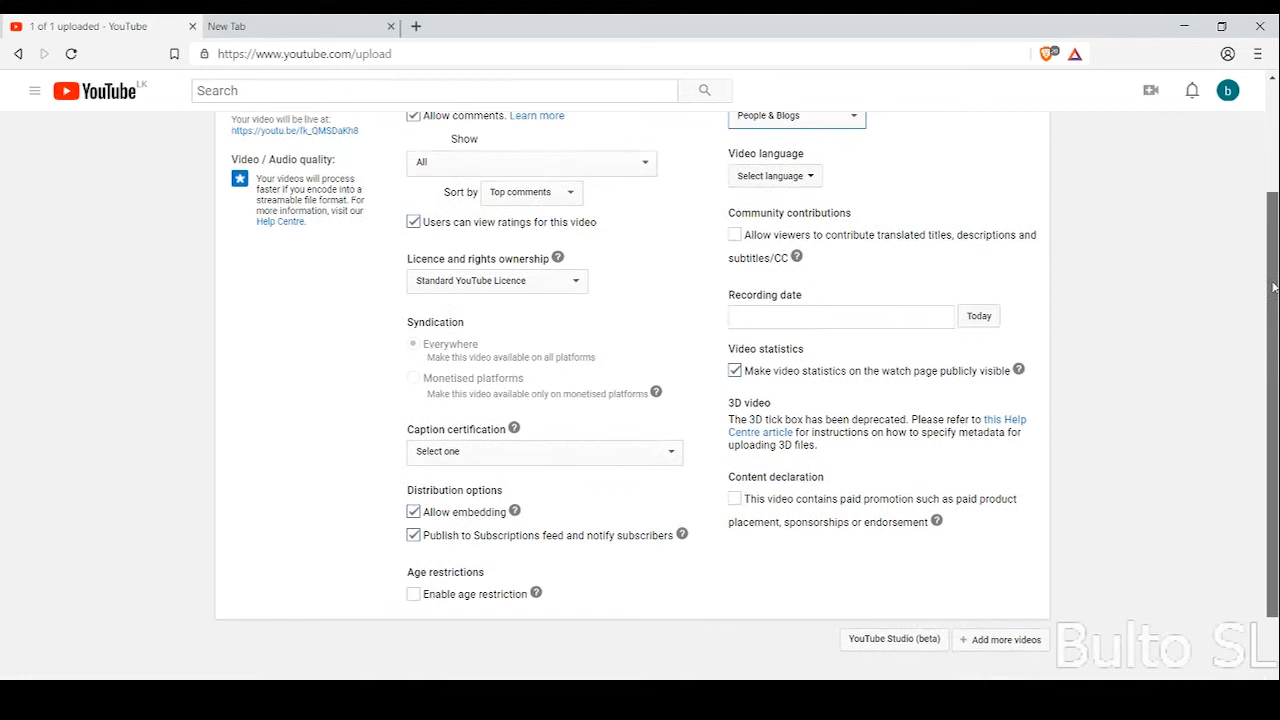 1 of 1 uploaded - YouTube
New Tab
https://www.youtube.com/upload
20
YouTube LK
Search
b
Your video will be live at:
https://youtu.be/fk_QMSDaKh8
Video / Audio quality:
Your videos will process
faster if you encode into a
streamable file format. For
more information, visit our
Help Centre.
Allow comments. Learn more
Show
All
Sort by Top comments
Users can view ratings for this video
Licence and rights ownership ?
Standard YouTube Licence
Syndication
Everywhere
Make this video available on all platforms
Monetised platforms
Make this video available only on monetised platforms ?
Caption certification ?
Select one
Distribution options
Allow embedding ?
Publish to Subscriptions feed and notify subscribers ?
Age restrictions
Enable age restriction ?
People & Blogs
Video language
Select language
Community contributions
Allow viewers to contribute translated titles, descriptions and
subtitles/CC ?
Recording date
Today
Video statistics
Make video statistics on the watch page publicly visible ?
3D video
The 3D tick box has been deprecated. Please refer to this Help
Centre article for instructions on how to specify metadata for
uploading 3D files.
Content declaration
This video contains paid promotion such as paid product
placement, sponsorships or endorsement ?
YouTube Studio (beta)
+ Add more videos
Bulto SL